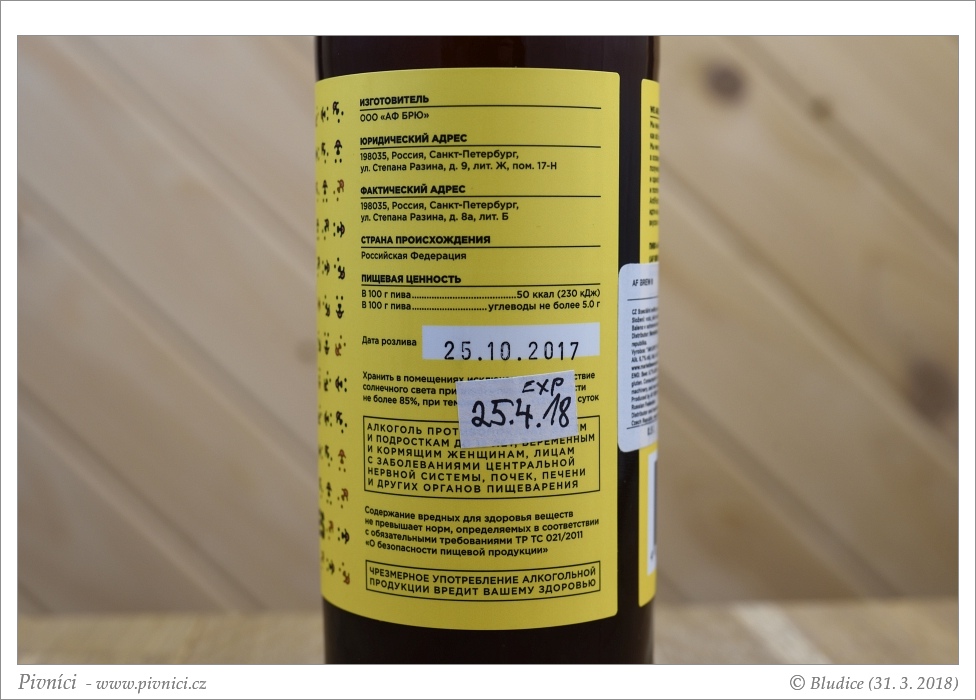 ИЗГОТОВИТЕЛЬ
ООО «АФ БРЮ»
ЮРИДИЧЕСКИЙ АДРЕС
198035, Россия, Санкт-Петербург,
ул. Степана Разина, д. 9, лит. Ж, пом. 17-Н
ФАКТИЧЕСКИЙ АДРЕС
198035, Россия, Санкт-Петербург,
ул. Степана Разина, д. 8а, лит. Б
СТРАНА ПРОИСХОЖДЕНИЯ
Российская Федерация
ПИЩЕВАЯ ЦЕННОСТЬ
В 100 г пива........................................50 ккал (230 кДж)
В 100 г пива..............................углеводы не более 5.0 г
Дата розлива 25.10.2017
Хранить в помещениях
солнечного света
не более 85%, при суток
EXP
25.4.18
АЛКОГОЛЬ
И ПОДРОСТКАМ БЕРЕМЕННЫМ
И КОРМЯЩИМ ЖЕНЩИНАМ, ЛИЦАМ
С ЗАБОЛЕВАНИЯМИ ЦЕНТРАЛЬНОЙ
НЕРВНОЙ СИСТЕМЫ, ПОЧЕК, ПЕЧЕНИ
И ДРУГИХ ОРГАНОВ ПИЩЕВАРЕНИЯ
Содержание вредных для здоровья веществ
не превышает норм, определяемых в соответствии
с обязательными требованиями ТР ТС 021/2011
«О безопасности пищевой продукции»
ЧРЕЗМЕРНОЕ УПОТРЕБЛЕНИЕ АЛКОГОЛЬНОЙ
ПРОДУКЦИИ ВРЕДИТ ВАШЕМУ ЗДОРОВЬЮ
AF BREW
Pivníci - www.pivnici.cz
© Bludice (31. 3. 2018)